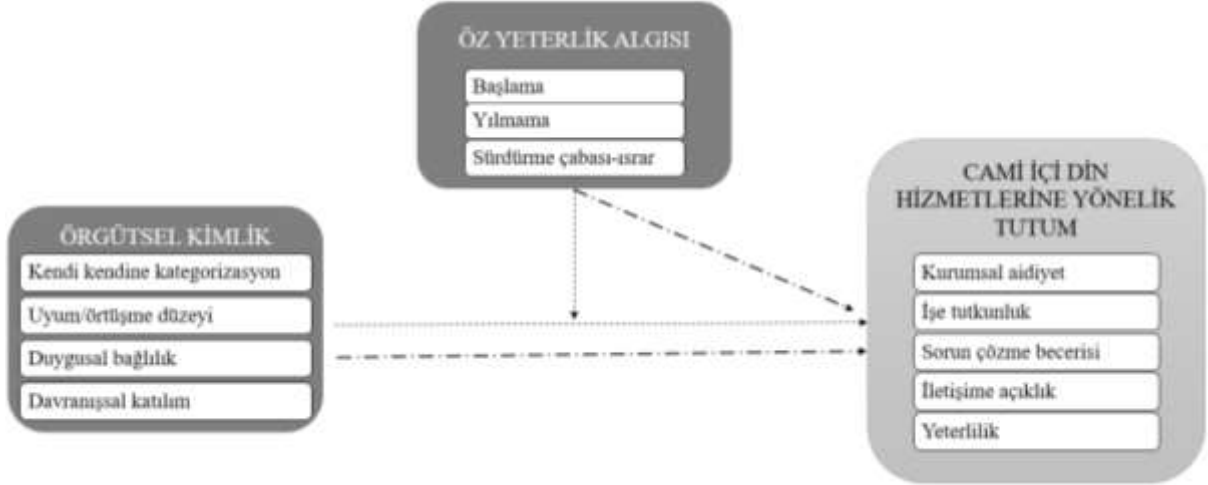 ÖZ YETERLİK ALGISI
Başlama
Yılmama
Sürdürme çabası-ısrar
ÖRGÜTSEL KİMLİK
Kendi kendine kategorizasyon
Uyum/örtüşme düzeyi
Duygusal bağlılık
Davranışsal katılım
CAMİ İÇİ DİN
HİZMETLERİNE YÖNELİK
TUTUM
Kurumsal aidiyet
İşe tutkunluk
Sorun çözme becerisi
İletişime açıklık
Yeterlilik